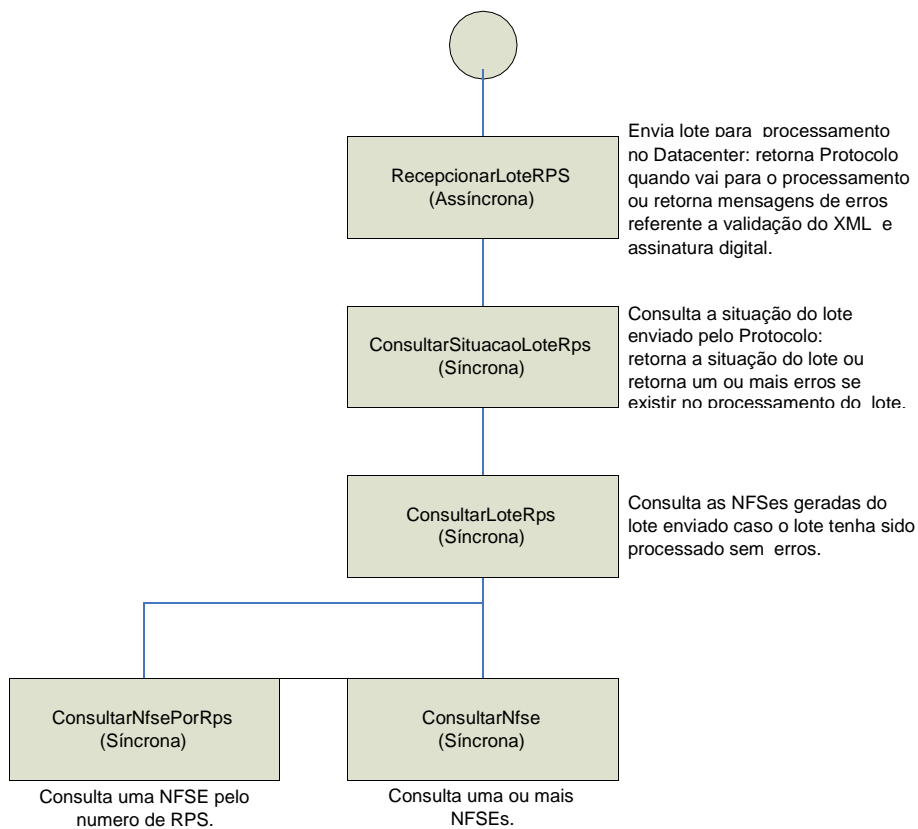 RecepcionarLoteRPS
(Assíncrona)
Envia lote para processamento
no Datacenter: retorna Protocolo
quando vai para o processamento
ou retorna mensagens de erros
referente a validação do XML e
assinatura digital.
ConsultarSituacaoLoteRps
(Síncrona)
Consulta a situação do lote
enviado pelo Protocolo:
retorna a situação do lote ou
retorna um ou mais erros se
existir no processamento do lote.
ConsultarLoteRps
(Síncrona)
Consulta as NFSes geradas do
lote enviado caso o lote tenha sido
processado sem erros.
ConsultarNfsePorRps
(Síncrona)
Consulta uma NFSE pelo
numero de RPS.
ConsultarNfse
(Síncrona)
Consulta uma ou mais
NFSEs.